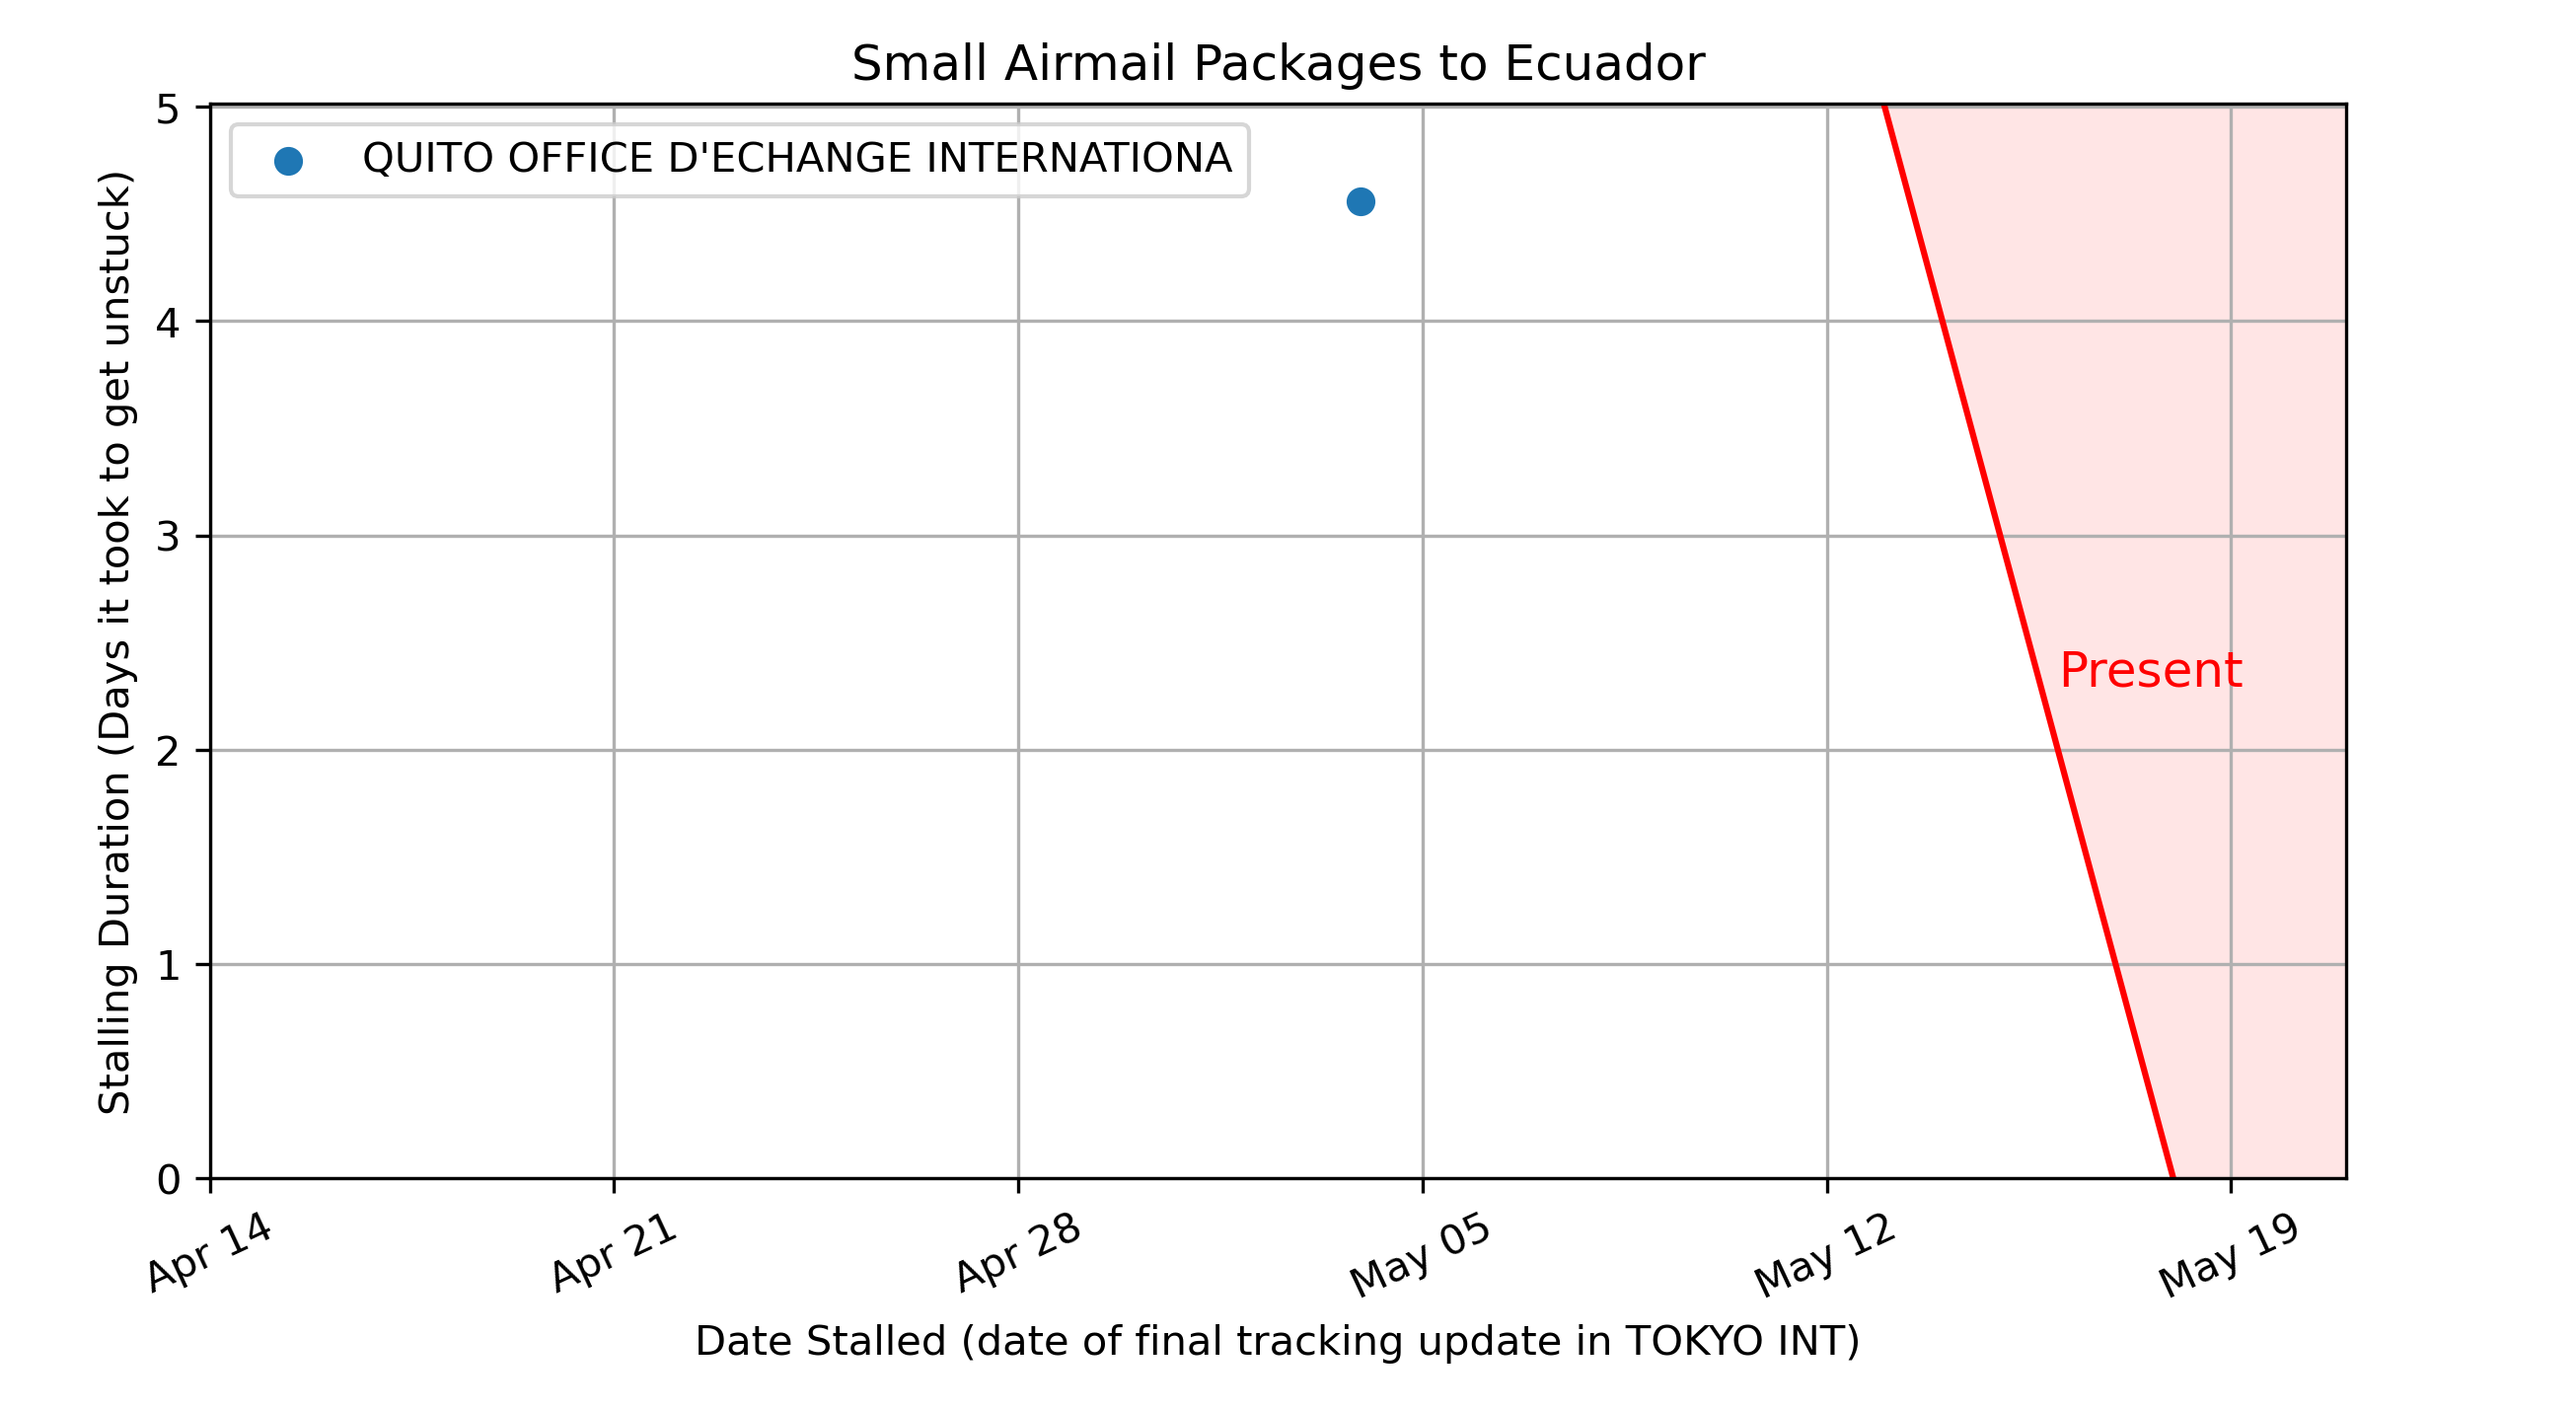 Small Airmail Packages to Ecuador
QUITO OFFICE D'ECHANGE INTERNATIONA
Stalling Duration (Days it took to get unstuck)
5
4
3
2
1
0
Present
Apr 14
Apr 21
Apr 28
May 05
May 12
May 19
Date Stalled (date of final tracking update in TOKYO INT)